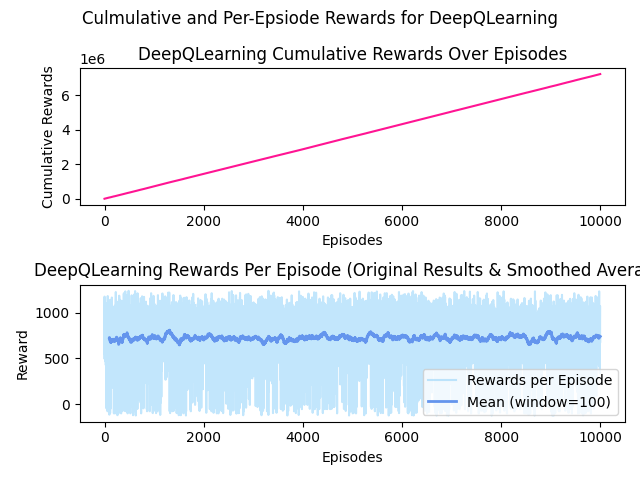 Culmulative and Per-Epsiode Rewards for DeepQLearning
DeepQLearning Cumulative Rewards Over Episodes
1e6
Cumulative Rewards
6
4
2
0
0 2000 4000 6000 8000 10000
Episodes
DeepQLearning Rewards Per Episode (Original Results & Smoothed Avera
Reward
1000
500
0
Rewards per Episode
Mean (window=100)
0 2000 4000 6000 8000 10000
Episodes